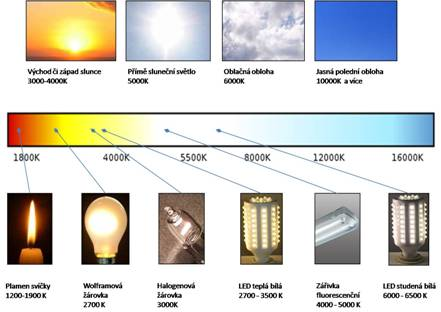 Východ či západ slunce
3000-4000K
Přímě sluneční světlo
5000K
Oblačná obloha
6000K
Jasná polední obloha
10000K a více
1800K 4000K 5500K 8000K 12000K 16000K
Plamen svíčky
1200-1900 K
Wolframová
žárovka
2700 K
Halogenová
žárovka
3000K
LED teplá bílá
2700 - 3500 K
Zářivka
fluorescenční
4000 - 5000 K
LED studená bílá
6000 - 6500 K